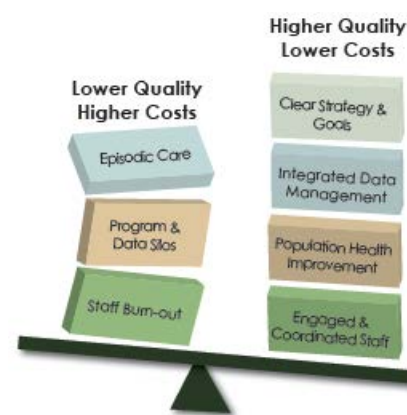 Lower Quality
Higher Costs
Episodic Care
Program &
Data Silos
Staff Burn-out
Higher Quality
Lower Costs
Clear Strategy &
Goals
Integrated Data
Management
Population Health
Improvement
Engaged &
Coordinated Staff